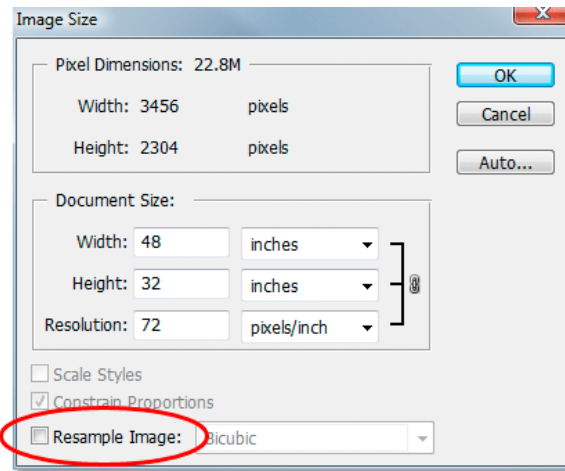 Image Size
Pixel Dimensions: 22.8M
Width: 3456 pixels
Height: 2304 pixels
OK
Cancel
Auto...
Document Size:
Width: 48 inches
Height: 32 inches
Resolution: 72 pixels/inch
Scale Styles
Constrain Proportions
Resample Image: Bicubic